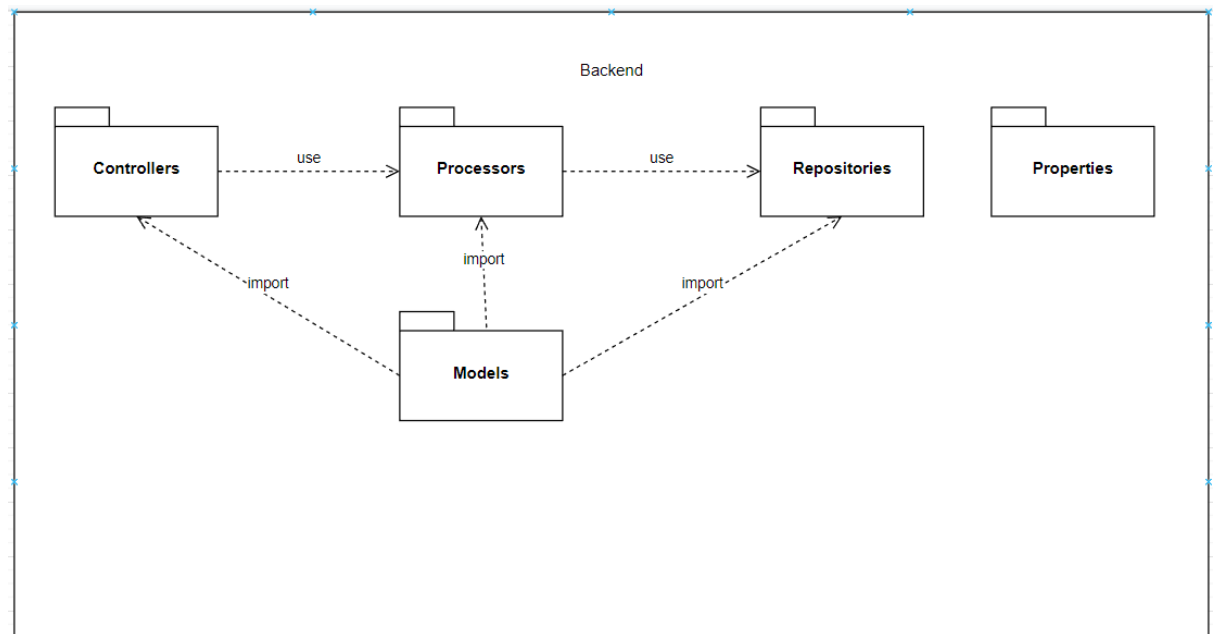 Backend
Controllers
use
Processors
use
Repositories
Properties
import
import
import
Models